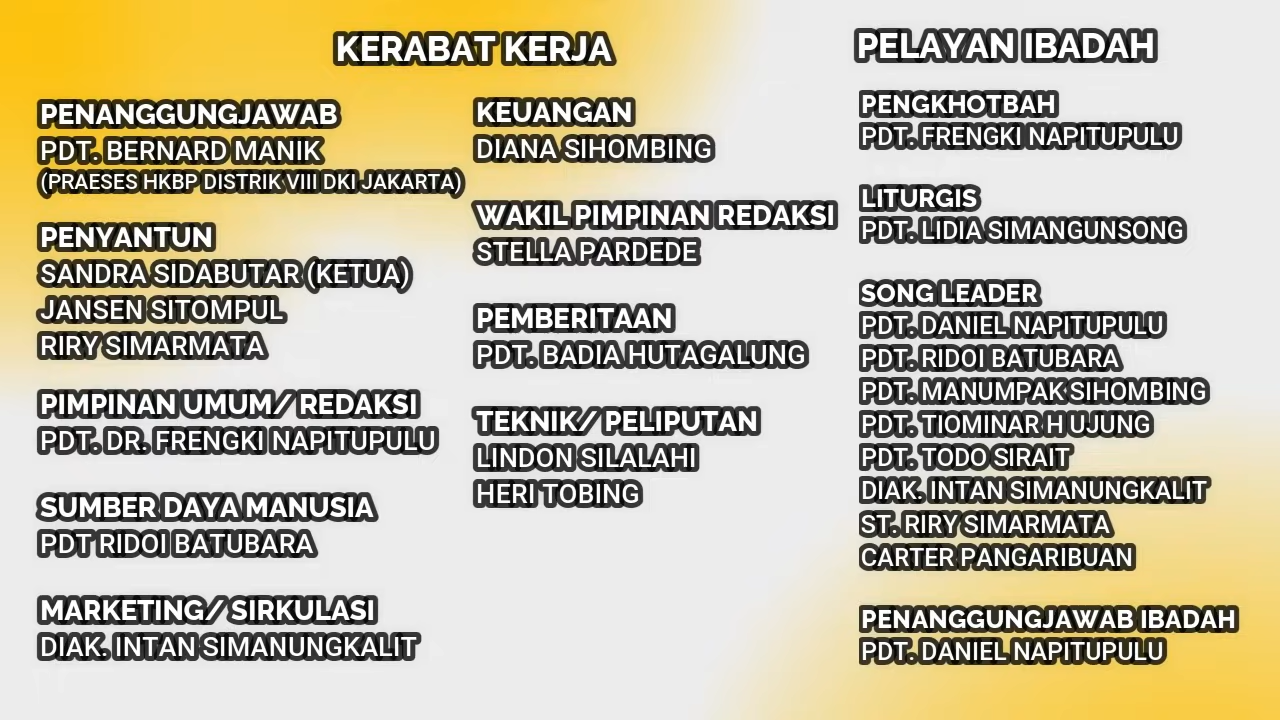 KERABAT KERJA
PENANGGUNGJAWAB
PDT. BERNARD MANIK
(PRAESES HKBP DISTRIK VIII DKI JAKARTA)
PENYANTUN
SANDRA SIDABUTAR (KETUA)
JANSEN SITOMPUL
RIRY SIMARMATA
PIMPINAN UMUM/ REDAKSI
PDT. DR. FRENGKI NAPITUPULU
SUMBER DAYA MANUSIA
PDT RIDOI BATUBARA
MARKETING/ SIRKULASI
DIAK. INTAN SIMANUNGKALIT
KEUANGAN
DIANA SIHOMBING
WAKIL PIMPINAN REDAKSI
STELLA PARDEDE
PEMBERITAAN
PDT. BADIA HUTAGALUNG
TEKNIK/ PELIPUTAN
LINDON SILALAHI
HERI TOBING
PELAYAN IBADAH
PENGKHOTBAH
PDT. FRENGKI NAPITUPULU
LITURGIS
PDT. LIDIA SIMANGUNSONG
SONG LEADER
PDT. DANIEL NAPITUPULU
PDT. RIDOI BATUBARA
PDT. MANUMPAK SIHOMBING
PDT. TIOMINAR H UJUNG
PDT. TODO SIRAIT
DIAK. INTAN SIMANUNGKALIT
ST. RIRY SIMARMATA
CARTER PANGARIBUAN
PENANGGUNGJAWAB IBADAH
PDT. DANIEL NAPITUPULU